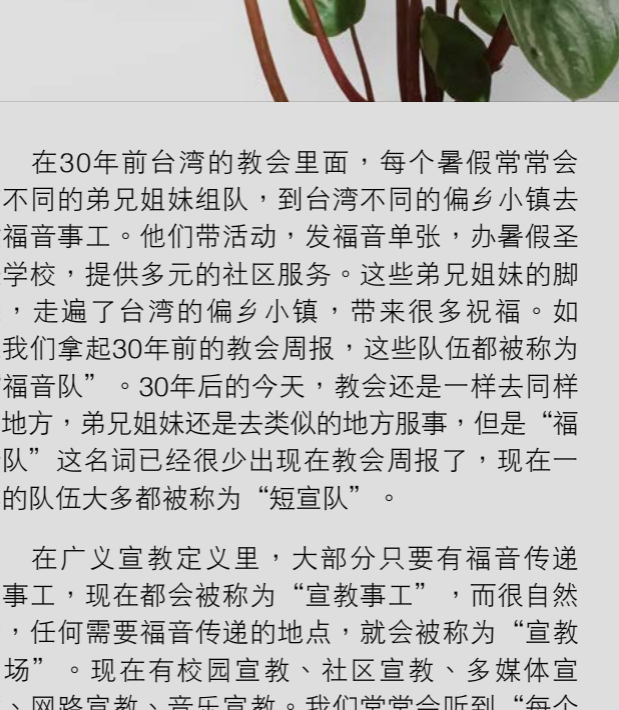 在30年前台湾的教会里面，每个暑假常常会
不同的弟兄姐妹组队，到台湾不同的偏乡小镇去
福音事工。他们带活动，发福音单张，办暑假圣
学校，提供多元的社区服务。这些弟兄姐妹的脚
，走遍了台湾的偏乡小镇，带来很多祝福。如
我们拿起30年前的教会周报，这些队伍都被称为
福音队”。30年后的今天，教会还是一样去同样
地方，弟兄姐妹还是去类似的地方服事，但是“福
队”这名词已经很少出现在教会周报了，现在一
的队伍大多都被称为“短宣队”。
在广义宣教定义里，大部分只要有福音传递
事工，现在都会被称为“宣教事工”，而很自然
，任何需要福音传递的地点，就会被称为“宣教
场”。现在有校园宣教、社区宣教、多媒体宣
、网路宣教、音乐宣教。我们常常会听到“每个